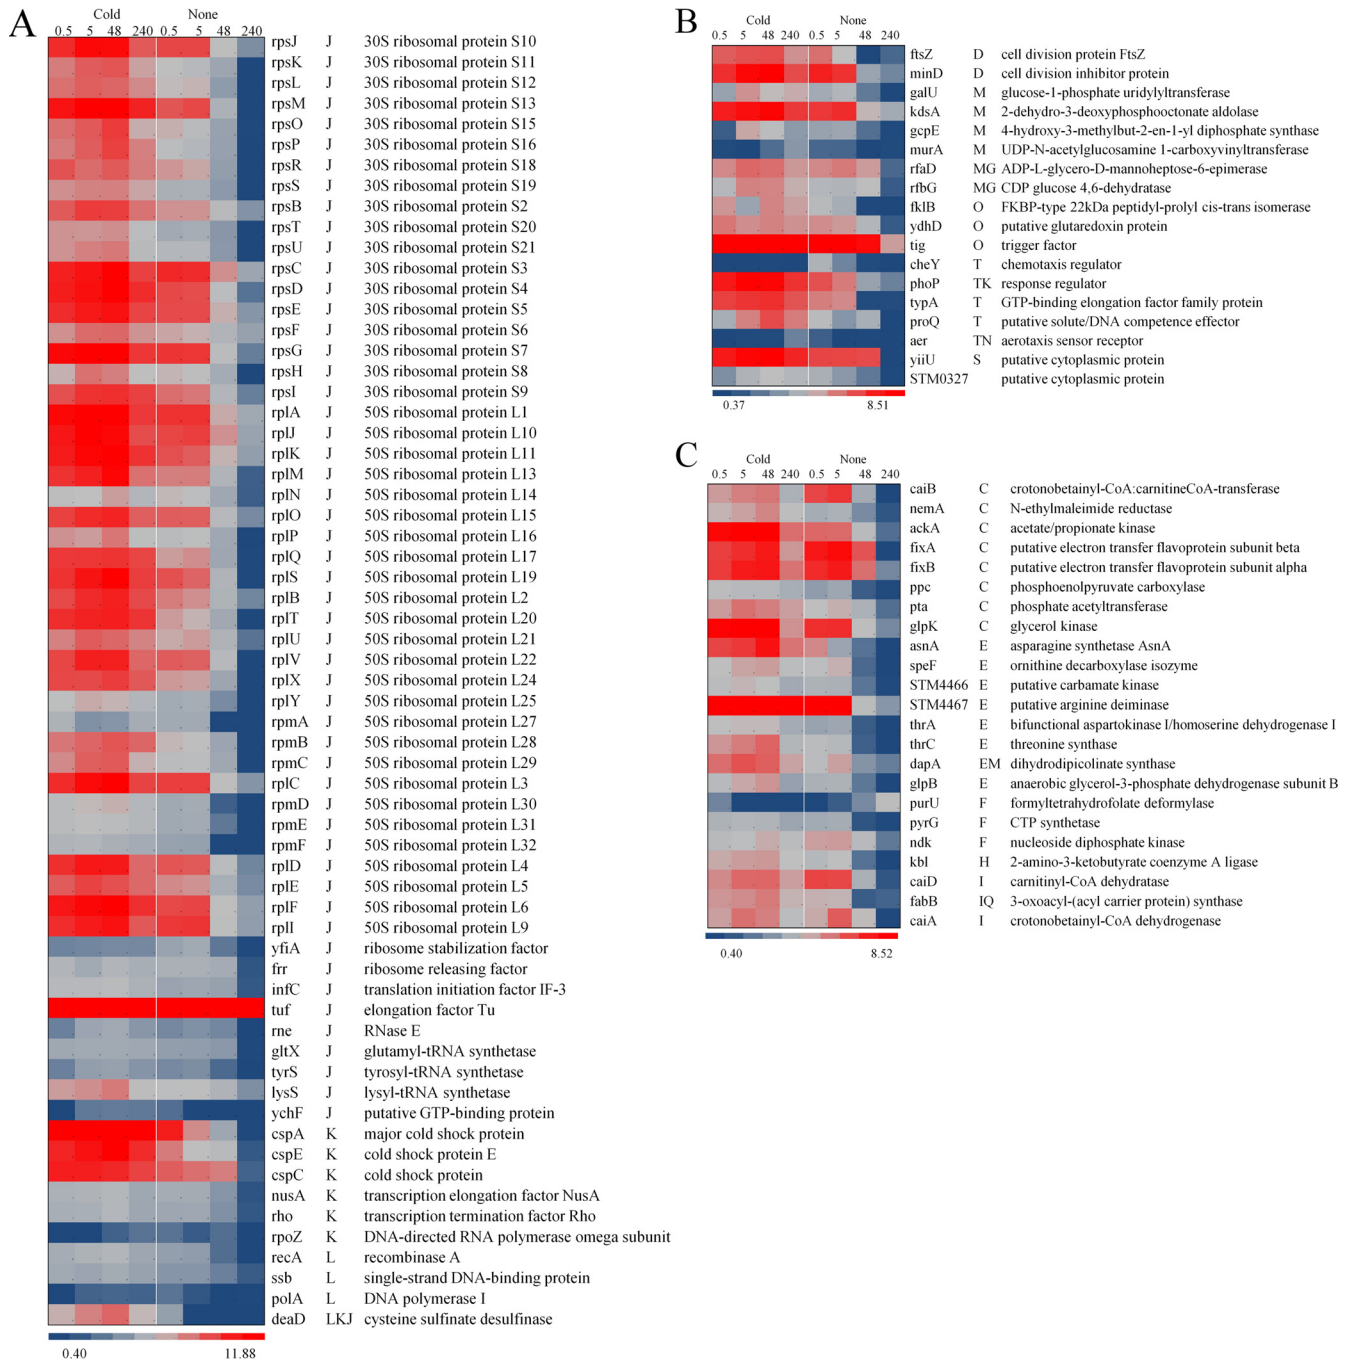 A
Cold None
0.5 5 48 240 0.5 5 48 240
rpsJ J 30S ribosomal protein S10
rpsK J 30S ribosomal protein S11
rpsL J 30S ribosomal protein S12
rpsM J 30S ribosomal protein S13
rpsO J 30S ribosomal protein S15
rpsP J 30S ribosomal protein S16
rpsR J 30S ribosomal protein S18
rpsS J 30S ribosomal protein S19
rpsB J 30S ribosomal protein S2
rpsT J 30S ribosomal protein S20
rpsU J 30S ribosomal protein S21
rpsC J 30S ribosomal protein S3
rpsD J 30S ribosomal protein S4
rpsE J 30S ribosomal protein S5
rpsF J 30S ribosomal protein S6
rpsG J 30S ribosomal protein S7
rpsH J 30S ribosomal protein S8
rpsI J 30S ribosomal protein S9
rplA J 50S ribosomal protein L1
rplJ J 50S ribosomal protein L10
rplK J 50S ribosomal protein L11
rplM J 50S ribosomal protein L13
rplN J 50S ribosomal protein L14
rplO J 50S ribosomal protein L15
rplP J 50S ribosomal protein L16
rplQ J 50S ribosomal protein L17
rplS J 50S ribosomal protein L19
rplB J 50S ribosomal protein L2
rplT J 50S ribosomal protein L20
rplU J 50S ribosomal protein L21
rplV J 50S ribosomal protein L22
rplX J 50S ribosomal protein L24
rplY J 50S ribosomal protein L25
rpmA J 50S ribosomal protein L27
rpmB J 50S ribosomal protein L28
rpmC J 50S ribosomal protein L29
rplC J 50S ribosomal protein L3
rpmD J 50S ribosomal protein L30
rpmE J 50S ribosomal protein L31
rpmF J 50S ribosomal protein L32
rplD J 50S ribosomal protein L4
rplE J 50S ribosomal protein L5
rplF J 50S ribosomal protein L6
rplI J 50S ribosomal protein L9
yfiA J ribosome stabilization factor
frr J ribosome releasing factor
infC J translation initiation factor IF-3
tuf J elongation factor Tu
rne J RNase E
gltX J glutamyl-tRNA synthetase
tyrS J tyrosyl-tRNA synthetase
lysS J lysyl-tRNA synthetase
ychF J putative GTP-binding protein
cspA K major cold shock protein
cspE K cold shock protein E
cspC K cold shock protein
nusA K transcription elongation factor NusA
rho K transcription termination factor Rho
rpoZ K DNA-directed RNA polymerase omega subunit
recA L recombinase A
ssb L single-strand DNA-binding protein
polA L DNA polymerase I
deaD LKJ cysteine sulfinate desulfinase
0.40 11.88
B
Cold None
0.5 5 48 240 0.5 5 48 240
ftsZ D cell division protein FtsZ
minD D cell division inhibitor protein
galU M glucose-1-phosphate uridylyltransferase
kdsA M 2-dehydro-3-deoxyphosphooctonate aldolase
gcpE M 4-hydroxy-3-methylbut-2-en-1-yl diphosphate synthase
murA M UDP-N-acetylglucosamine 1-carboxyvinyltransferase
rfaD MG ADP-L-glycero-D-mannoheptose-6-epimerase
rfbG MG CDP glucose 4,6-dehydratase
fklB O FKBP-type 22kDa peptidyl-prolyl cis-trans isomerase
ydhD O putative glutaredoxin protein
tig O trigger factor
cheY T chemotaxis regulator
phoP TK response regulator
typA T GTP-binding elongation factor family protein
proQ T putative solute/DNA competence effector
aer TN aerotaxis sensor receptor
yiiU S putative cytoplasmic protein
STM0327 putative cytoplasmic protein
0.37 8.51
C
Cold None
0.5 5 48 240 0.5 5 48 240
caiB C crotonobetainyl-CoA:carnitineCoA-transferase
nemA C N-ethylmaleimide reductase
ackA C acetate/propionate kinase
fixA C putative electron transfer flavoprotein subunit beta
fixB C putative electron transfer flavoprotein subunit alpha
ppc C phosphoenolpyruvate carboxylase
pta C phosphate acetyltransferase
glpK C glycerol kinase
asnA E asparagine synthetase AsnA
speF E ornithine decarboxylase isozyme
STM4466 E putative carbamate kinase
STM4467 E putative arginine deiminase
thrA E bifunctional aspartokinase I/homoserine dehydrogenase I
thrC E threonine synthase
dapA EM dihydrodipicolinate synthase
glpB E anaerobic glycerol-3-phosphate dehydrogenase subunit B
purU F formyltetrahydrofolate deformylase
pyrG F CTP synthetase
ndk F nucleoside diphosphate kinase
kbl H 2-amino-3-ketobutyrate coenzyme A ligase
caiD I carnitinyl-CoA dehydratase
fabB IQ 3-oxoacyl-(acyl carrier protein) synthase
caiA I crotonobetainyl-CoA dehydrogenase
0.40 8.52